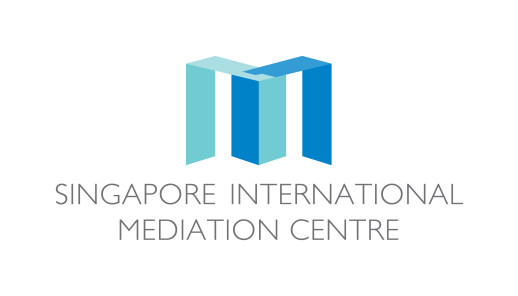 SINGAPORE INTERNATIONAL
MEDIATION CENTRE